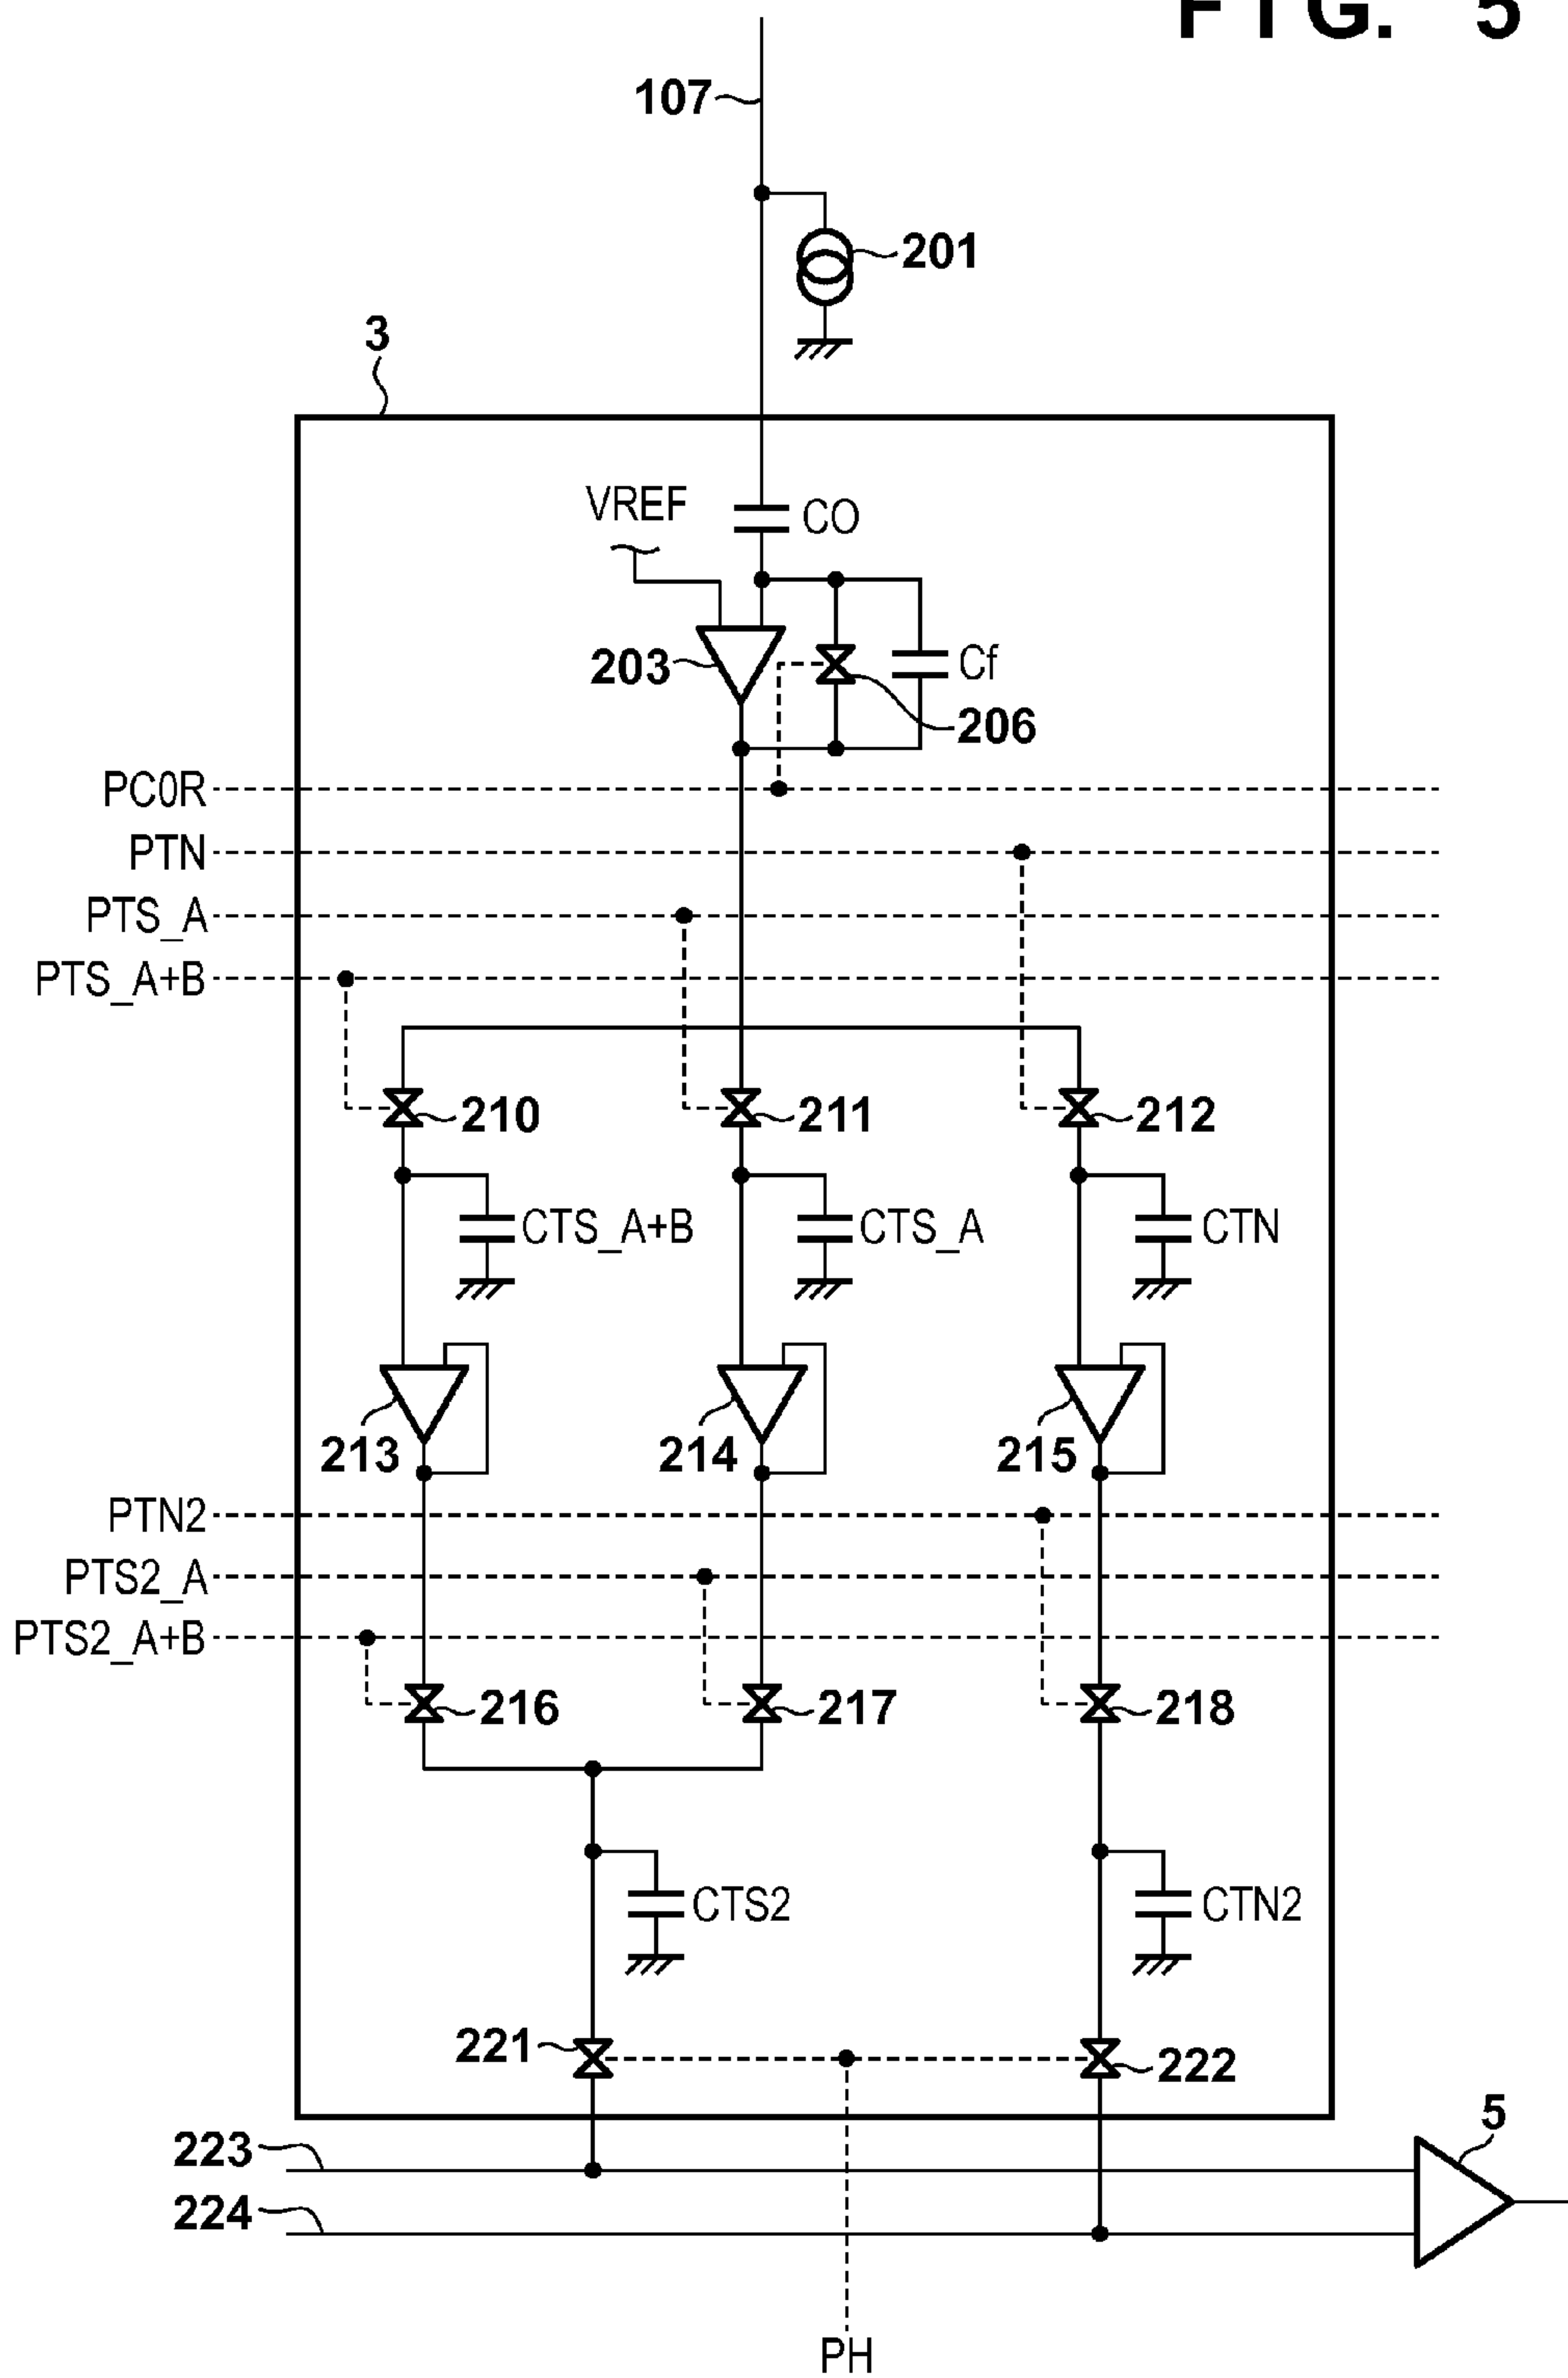 FIG. 5
107
201
3
VREF
CO
203
Cf
206
PC0R
PTN
PTS_A
PTS_A+B
210
211
212
CTS_A+B
CTS_A
CTN
213
214
215
PTN2
PTS2_A
PTS2_A+B
216
217
218
CTS2
CTN2
221
222
223
5
224
PH